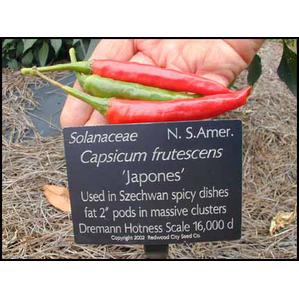 Solanaceae N. S.Amer.
Capsicum frutescens
'Japones'
Used in Szechwan spicy dishes
fat 2" pods in massive clusters
Dremann Hotness Scale 16,000 d
Copyright 2002 Redwood City Seed Co.